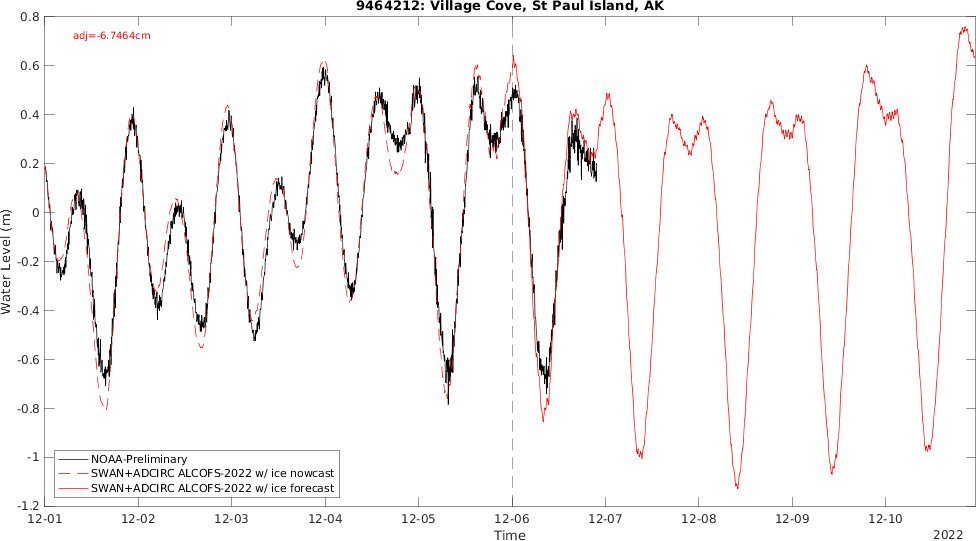 9464212: Village Cove, St Paul Island, AK
adj=-6.7464cm
Water Level (m)
0.8
0.6
0.4
0.2
0
-0.2
-0.4
-0.6
-0.8
-1
-1.2
NOAA-Preliminary
SWAN+ADCIRC ALCOFS-2022 w/ ice nowcast
SWAN+ADCIRC ALCOFS-2022 w/ ice forecast
12-01 12-02 12-03 12-04 12-05 12-06 12-07 12-08 12-09 12-10
Time
2022